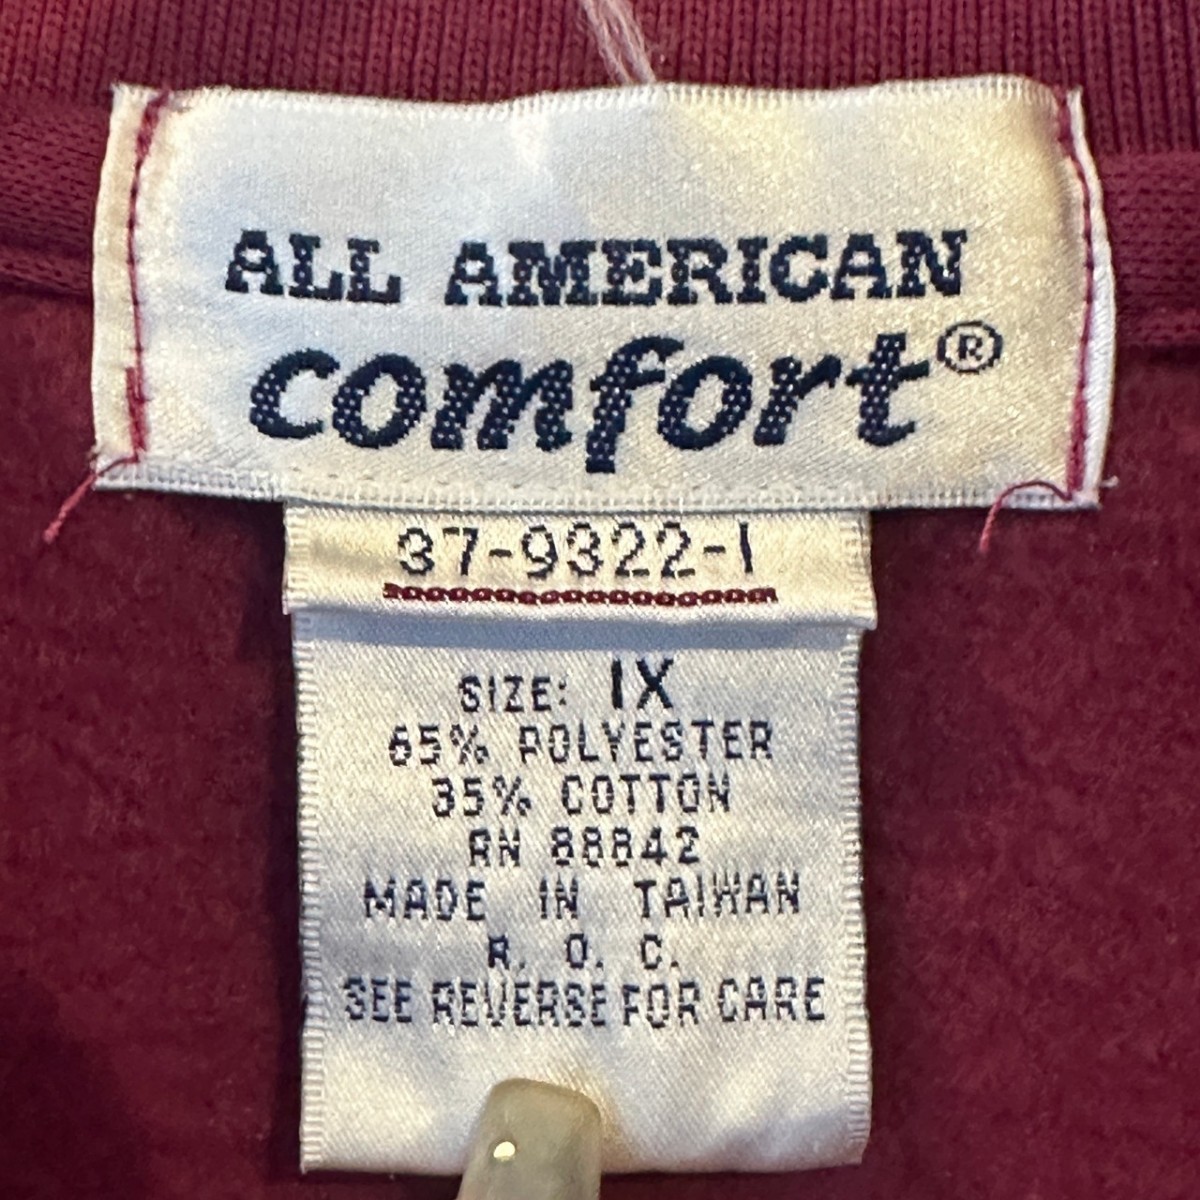 ALL AMERICAN
comfort®
37-9322-1
SIZE: 1X
65% POLYESTER
35% COTTON
RN 88842
MADE IN TAIWAN
R. O. C.
SEE REVERSE FOR CARE